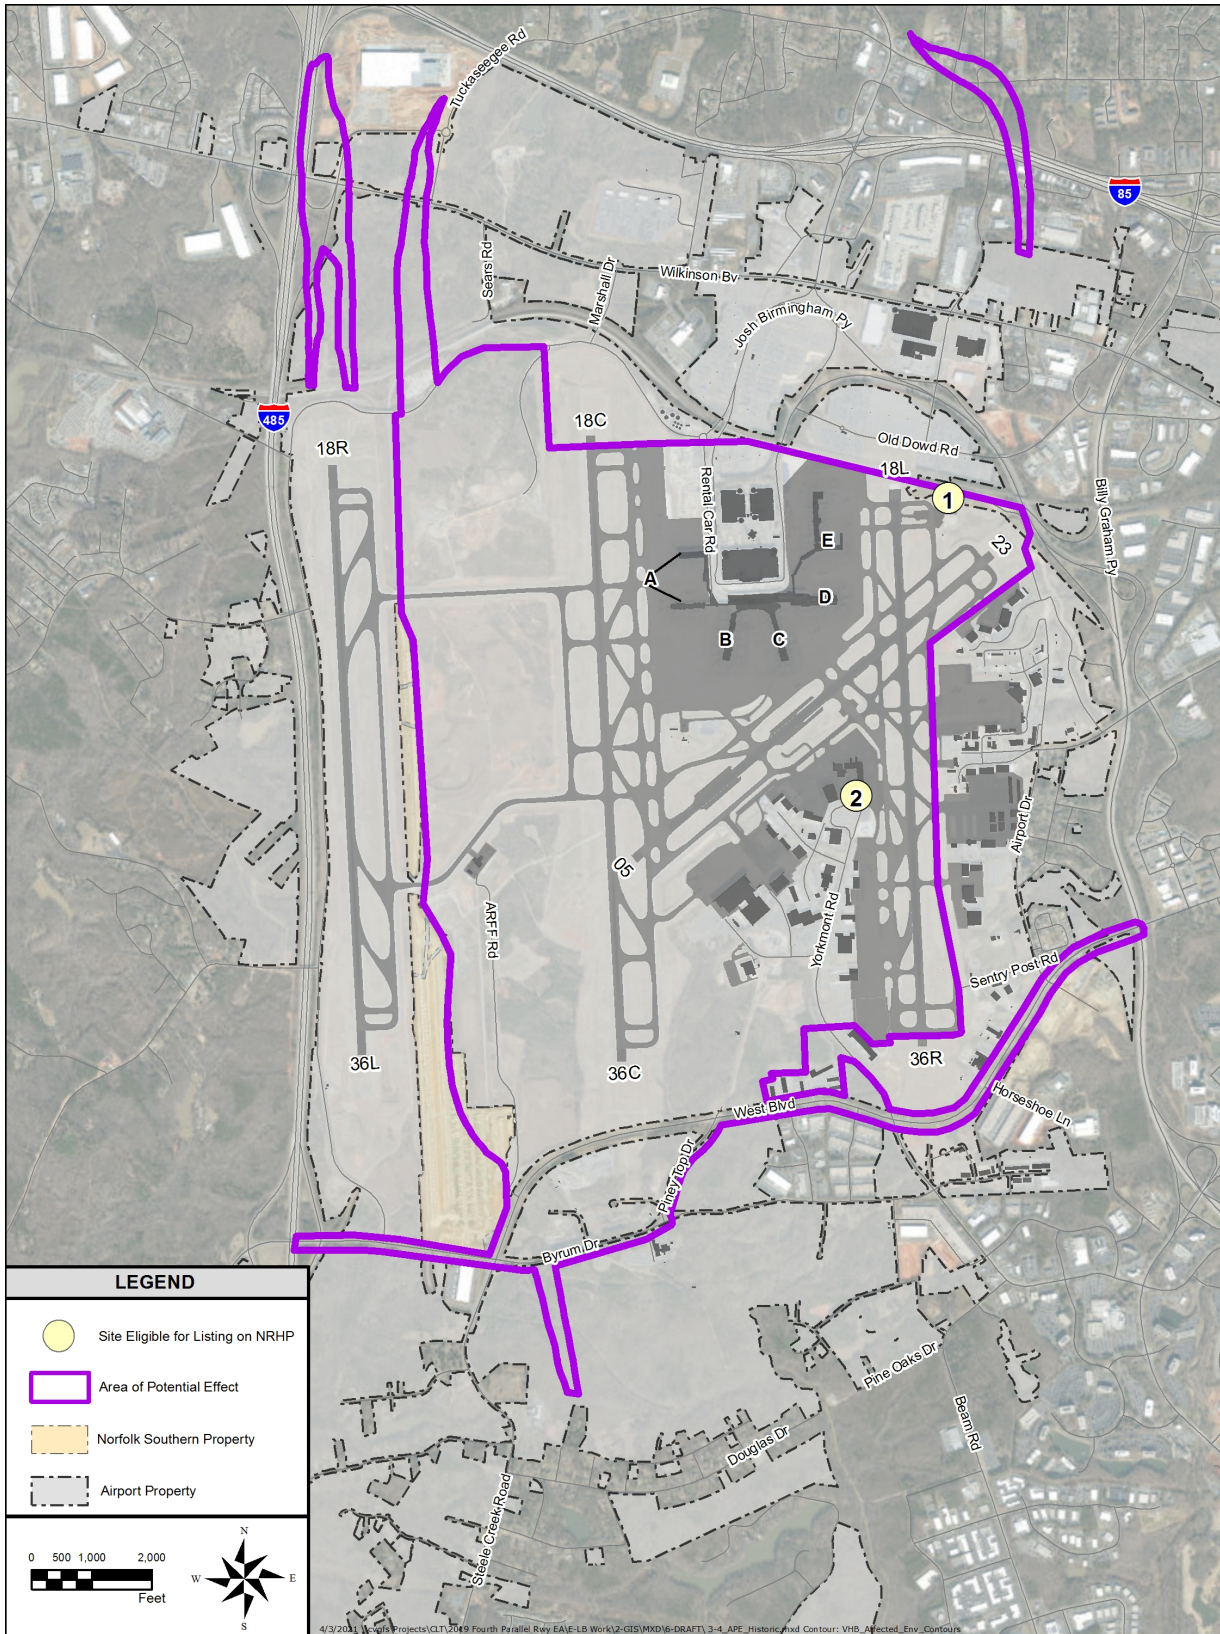 Tuckaseegee Rd
85
Sears Rd
Marshall Dr
Wilkinson Bv
Josh Birmingham Py
485
18C
Old Dowd Rd
18R
18L
Rental Car Rd
1
Billy Graham Py
E
23
A
D
B
C
2
Airport Dr
05
ARFF Rd
Yorkmont Rd
Sentry Post Rd
36L
36C
36R
West Blvd
Horseshoe Ln
Piney Top Dr
Byrum Dr
Pine Oaks Dr
Beam Rd
Douglas Dr
Steele Creek Road
LEGEND
Site Eligible for Listing on NRHP
Area of Potential Effect
Norfolk Southern Property
Airport Property
0 500 1,000 2,000
Feet
N
W E
S